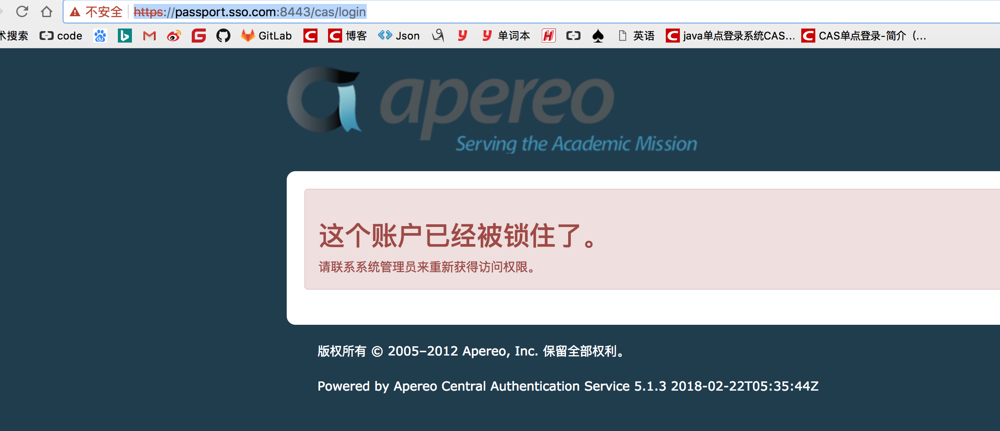 不安全 https://passport.sso.com:8443/cas/login
术搜索 code du b GitLab C C 博客 Json y y 单词本 H 英语 C java单点登录系统CAS... C CAS单点登录-简介（...
apereo
Serving the Academic Mission
这个账户已经被锁住了。
请联系系统管理员来重新获得访问权限。
版权所有 © 2005–2012 Apereo, Inc. 保留全部权利。
Powered by Apereo Central Authentication Service 5.1.3 2018-02-22T05:35:44Z